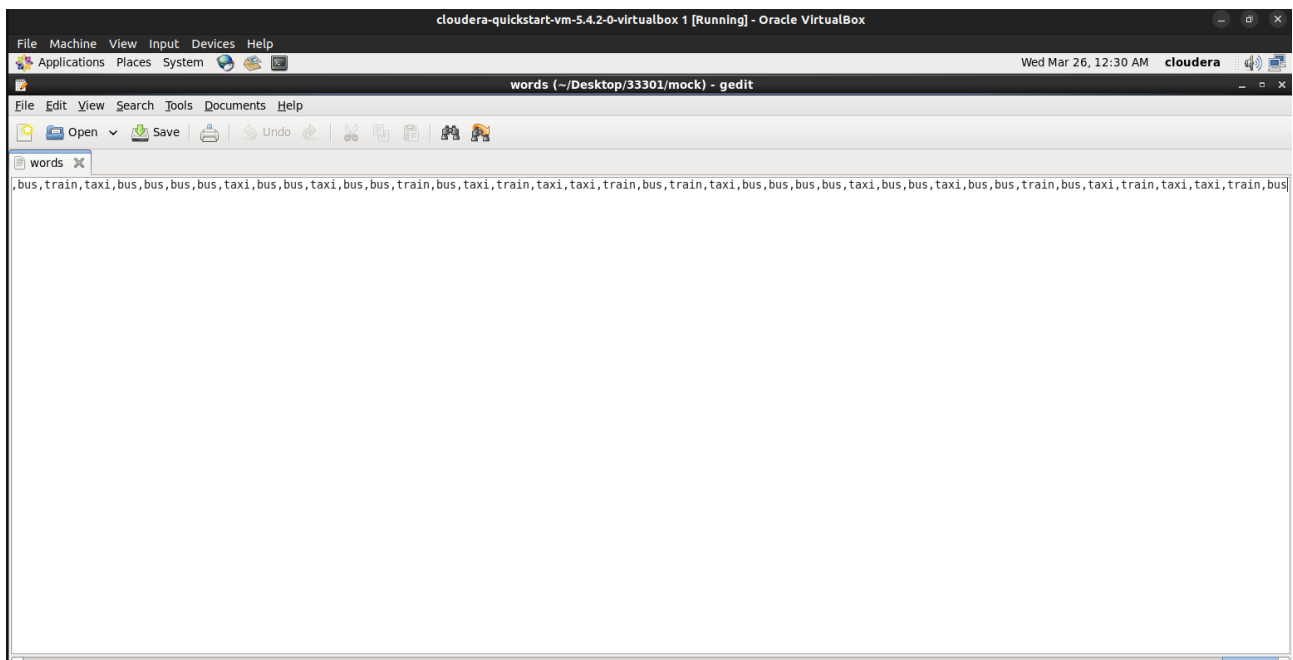 cloudera-quickstart-vm-5.4.2-0-virtualbox 1 [Running] - Oracle VirtualBox
File Machine View Input Devices Help
Applications Places System Wed Mar 26, 12:30 AM cloudera
words (~/Desktop/33301/mock) - gedit
File Edit View Search Tools Documents Help
Open Save Undo
words
,bus,train,taxi,bus,bus,bus,bus,taxi,bus,bus,taxi,bus,bus,train,bus,taxi,train,taxi,taxi,train,bus,train,taxi,bus,bus,bus,bus,taxi,bus,bus,taxi,bus,bus,train,bus,taxi,train,taxi,taxi,train,bus